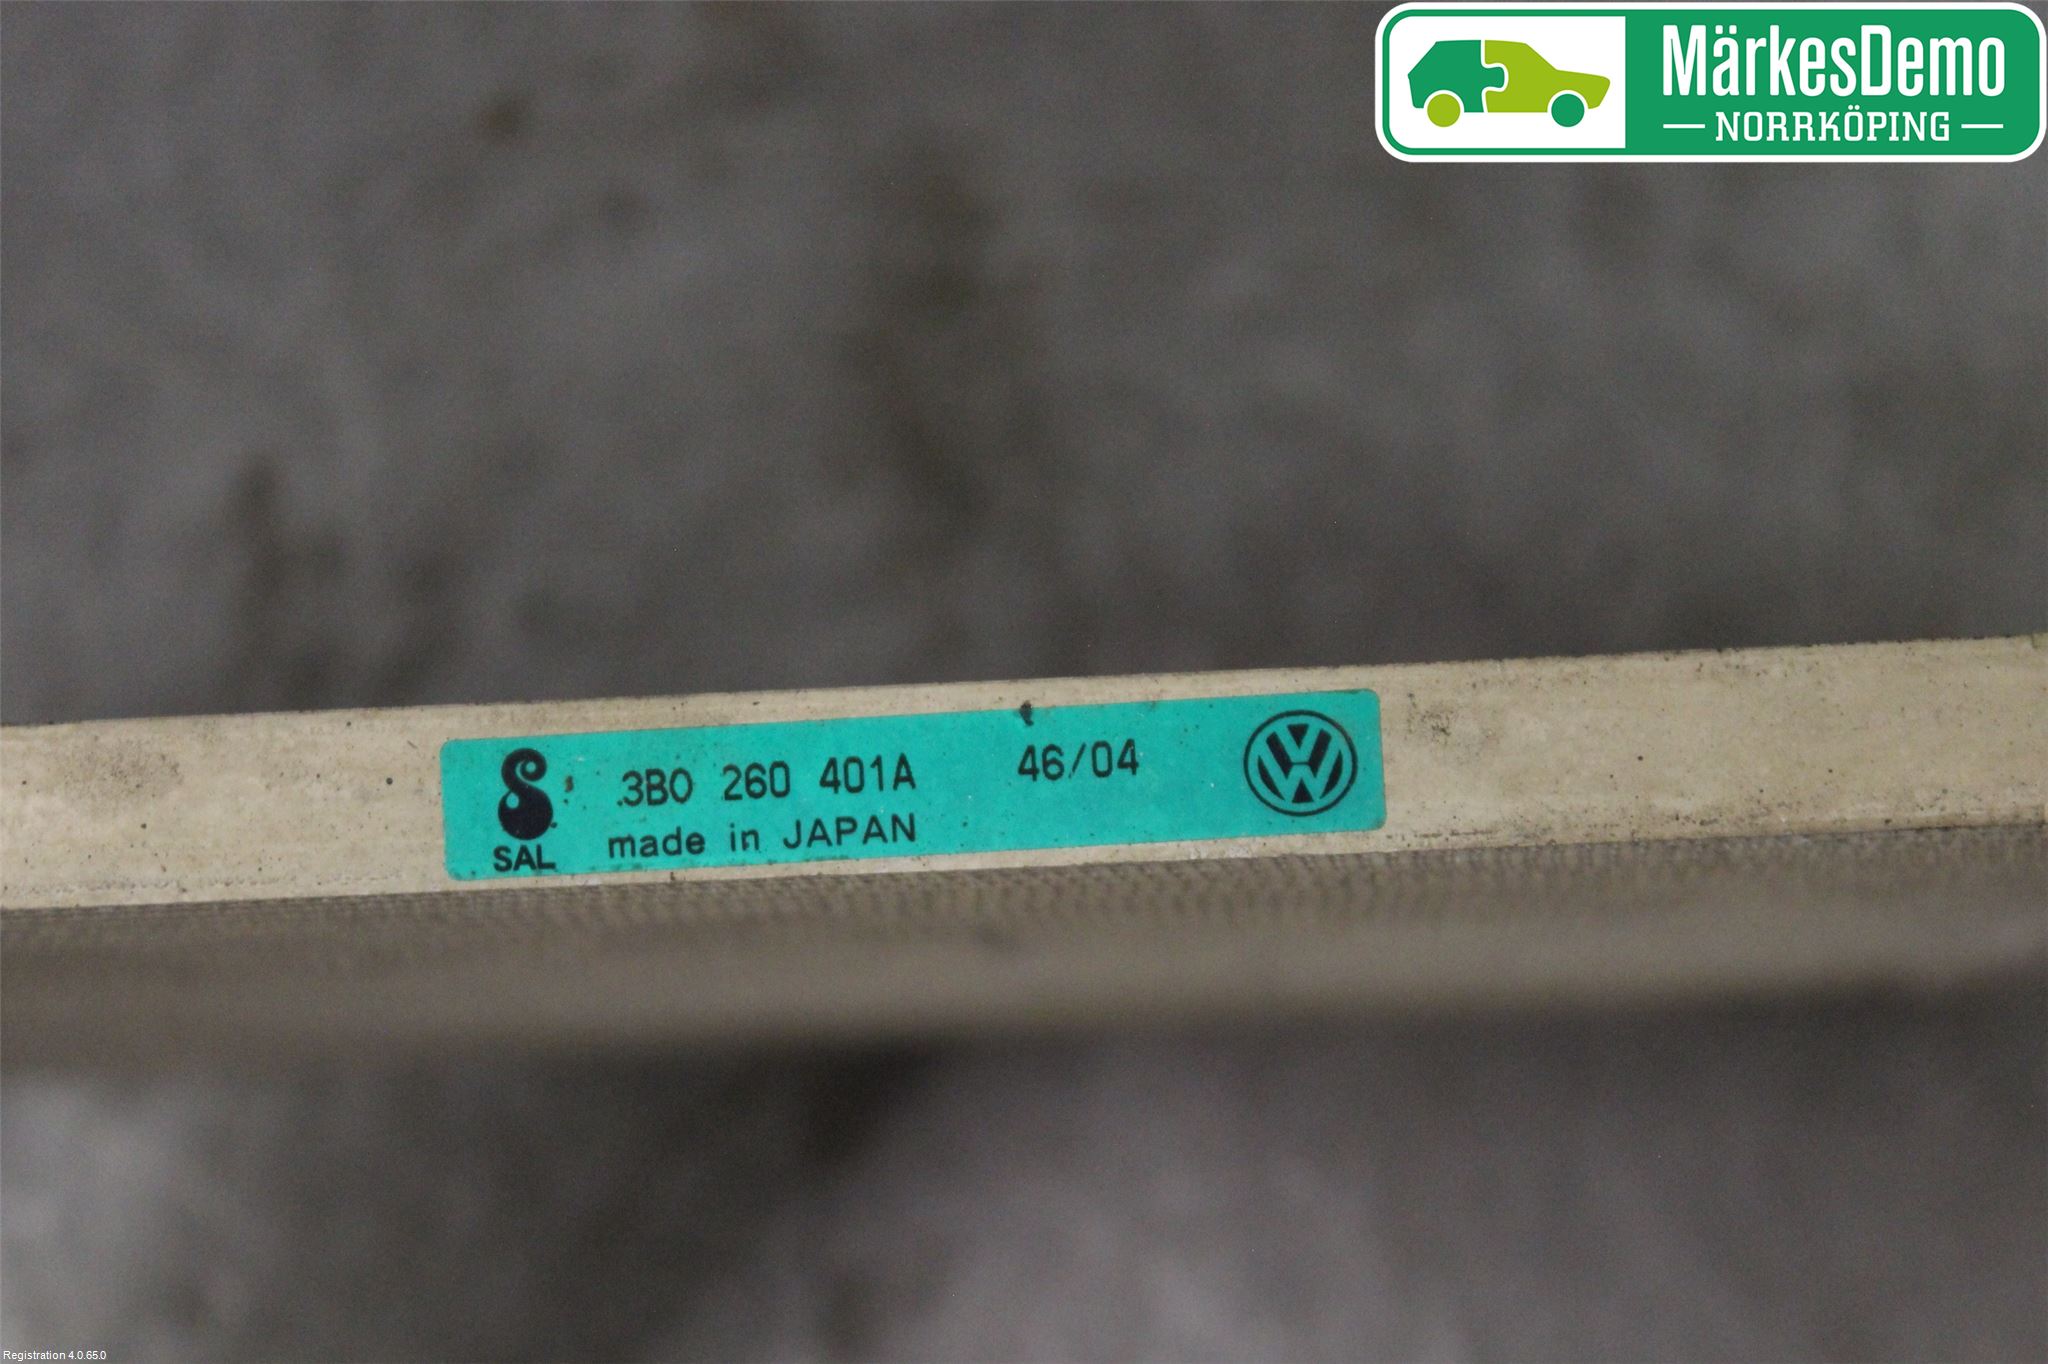 MärkesDemo
NORRKÖPING
3B0 260 401A 46/04
made in JAPAN
SAL
Registration 4.0.65.0